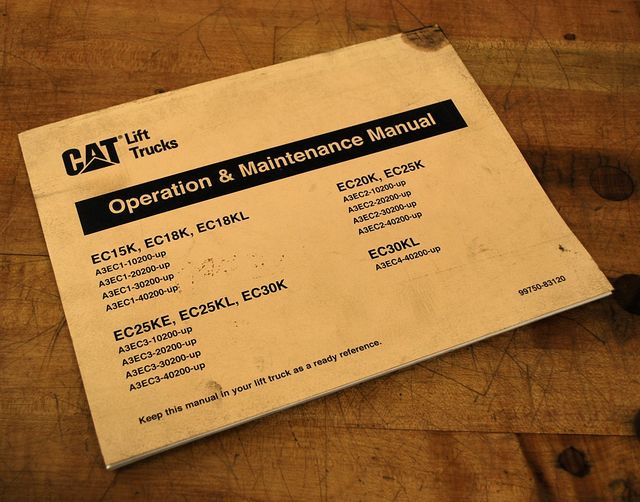 CAT® Lift Trucks
Operation & Maintenance Manual
EC15K, EC18K, EC18KL
A3EC1-10200-up
A3EC1-20200-up
A3EC1-30200-up
A3EC1-40200-up
EC25KE, EC25KL, EC30K
A3EC3-10200-up
A3EC3-20200-up
A3EC3-30200-up
A3EC3-40200-up
EC20K, EC25K
A3EC2-10200-up
A3EC2-20200-up
A3EC2-30200-up
A3EC2-40200-up
EC30KL
A3EC4-40200-up
Keep this manual in your lift truck as a ready reference.
99750-83120